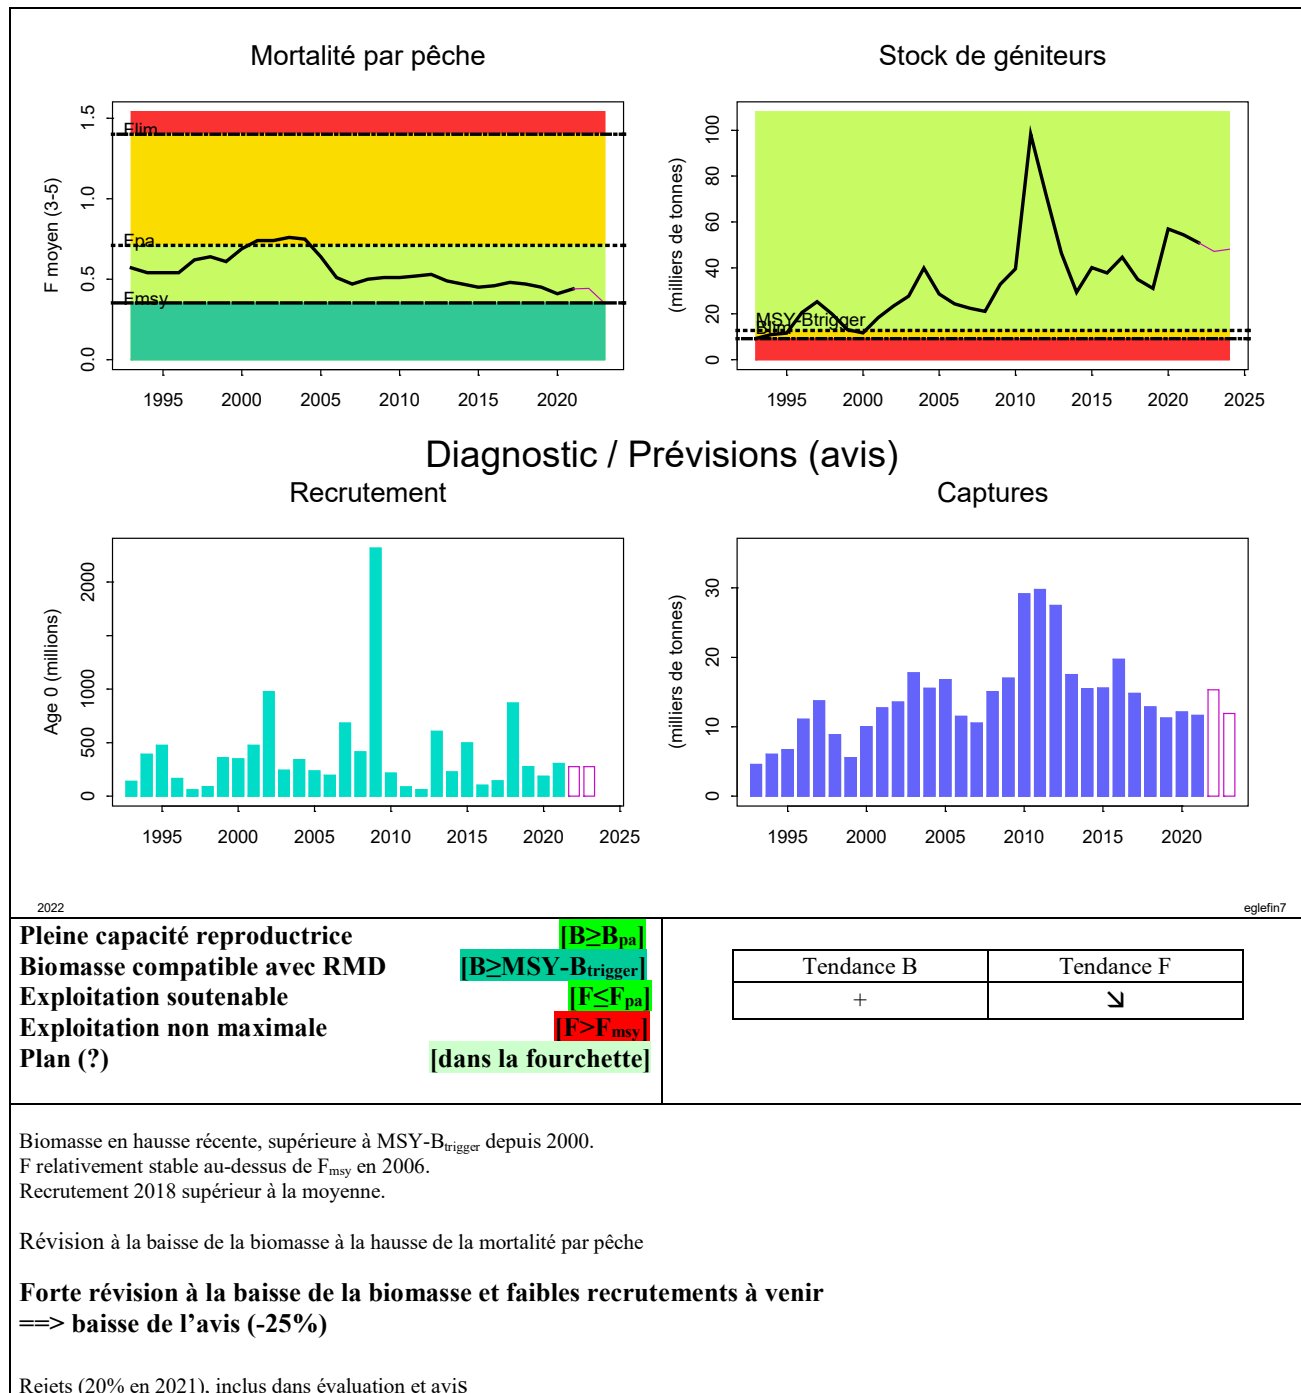 Mortalité par pêche
F moyen (3-5)
0.0 0.5 1.0 1.5
Flim
Fpa
Fmsy
1995 2000 2005 2010 2015 2020
Stock de géniteurs
(milliers de tonnes)
0 20 40 60 80 100
MSY-Btrigger
Blim
1995 2000 2005 2010 2015 2020 2025
Diagnostic / Prévisions (avis)
Recrutement
Age 0 (millions)
0 500 1000 2000
1995 2000 2005 2010 2015 2020 2025
Captures
(milliers de tonnes)
0 10 20 30
1995 2000 2005 2010 2015 2020
2022
eglefin7
Pleine capacité reproductrice [B≥Bpa]
Biomasse compatible avec RMD [B≥MSY-Btrigger]
Exploitation soutenable [F≤Fpa]
Exploitation non maximale [F>Fmsy]
Plan (?) [dans la fourchette]
Tendance B Tendance F
+ ↘
Biomasse en hausse récente, supérieure à MSY-Btrigger depuis 2000.
F relativement stable au-dessus de Fmsy en 2006.
Recrutement 2018 supérieur à la moyenne.
Révision à la baisse de la biomasse à la hausse de la mortalité par pêche
Forte révision à la baisse de la biomasse et faibles recrutements à venir
==> baisse de l'avis (-25%)
Rejets (20% en 2021), inclus dans évaluation et avis